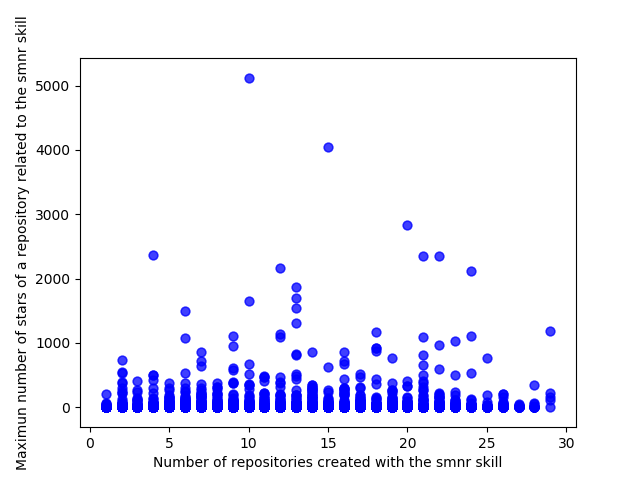 Maximun number of stars of a repository related to the smnr skill
5000
4000
3000
2000
1000
0
0 5 10 15 20 25 30
Number of repositories created with the smnr skill